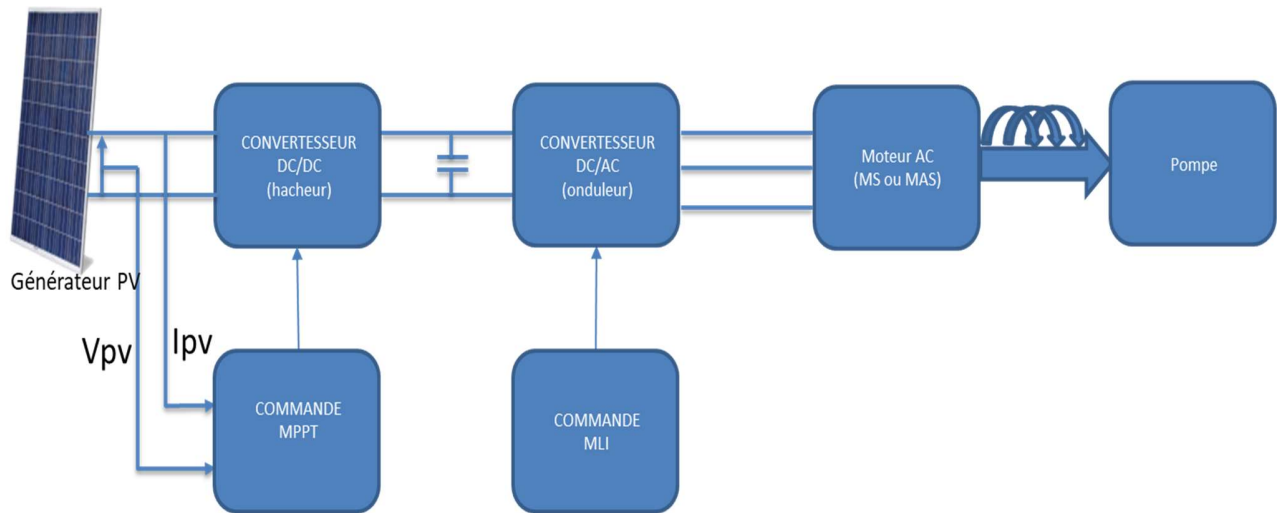 CONVERTESSEUR
DC/DC
(hacheur)
CONVERTESSEUR
DC/AC
(onduleur)
Moteur AC
(MS ou MAS)
Pompe
Générateur PV
Vpv
Ipv
COMMANDE
MPPT
COMMANDE
MLI